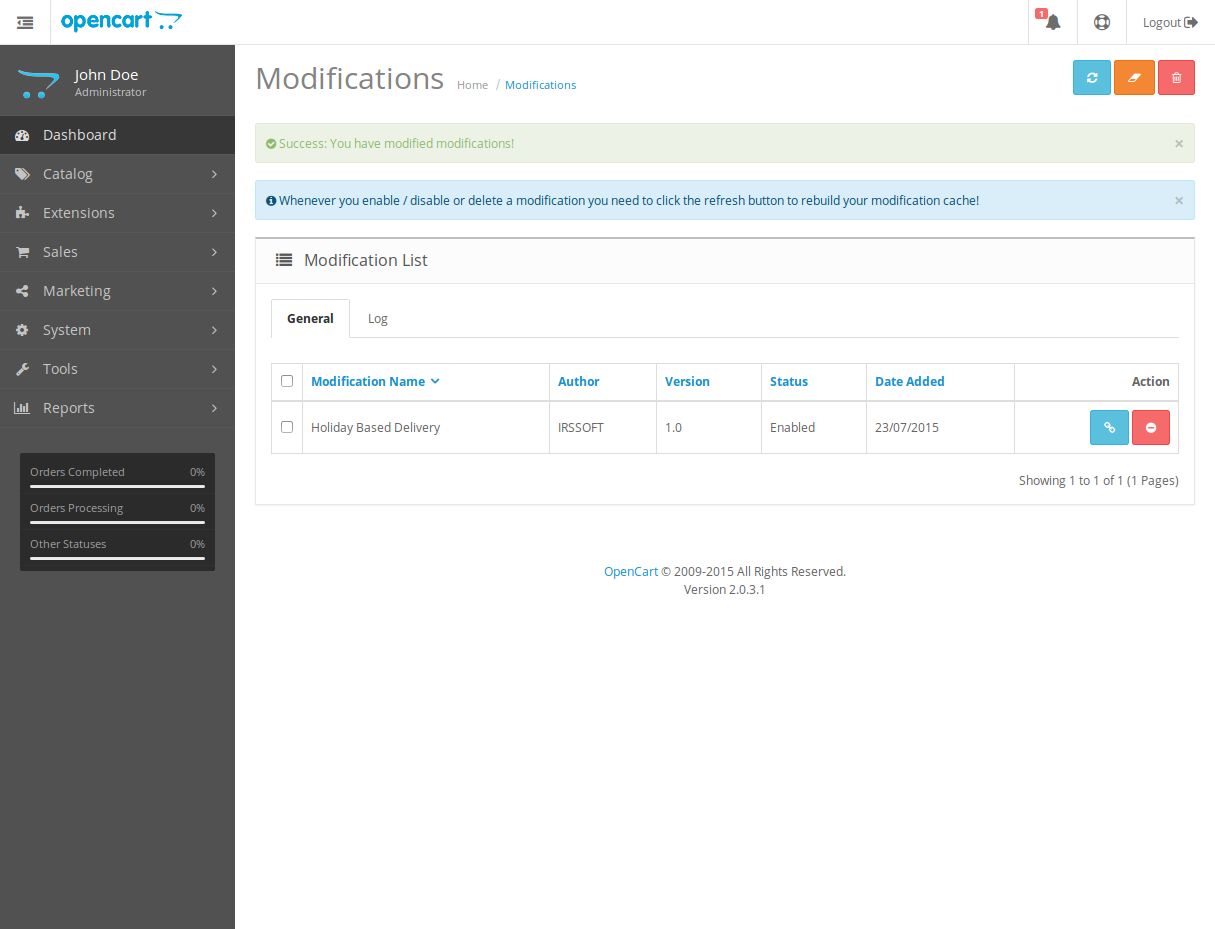 opencart
1
Logout
John Doe
Administrator
Dashboard
Catalog
Extensions
Sales
Marketing
System
Tools
Reports
Orders Completed 0%
Orders Processing 0%
Other Statuses 0%
Modifications Home / Modifications
Success: You have modified modifications! ×
Whenever you enable / disable or delete a modification you need to click the refresh button to rebuild your modification cache! ×
Modification List
General Log
Modification Name Author Version Status Date Added Action
Holiday Based Delivery IRSSOFT 1.0 Enabled 23/07/2015
Showing 1 to 1 of 1 (1 Pages)
OpenCart © 2009-2015 All Rights Reserved.
Version 2.0.3.1